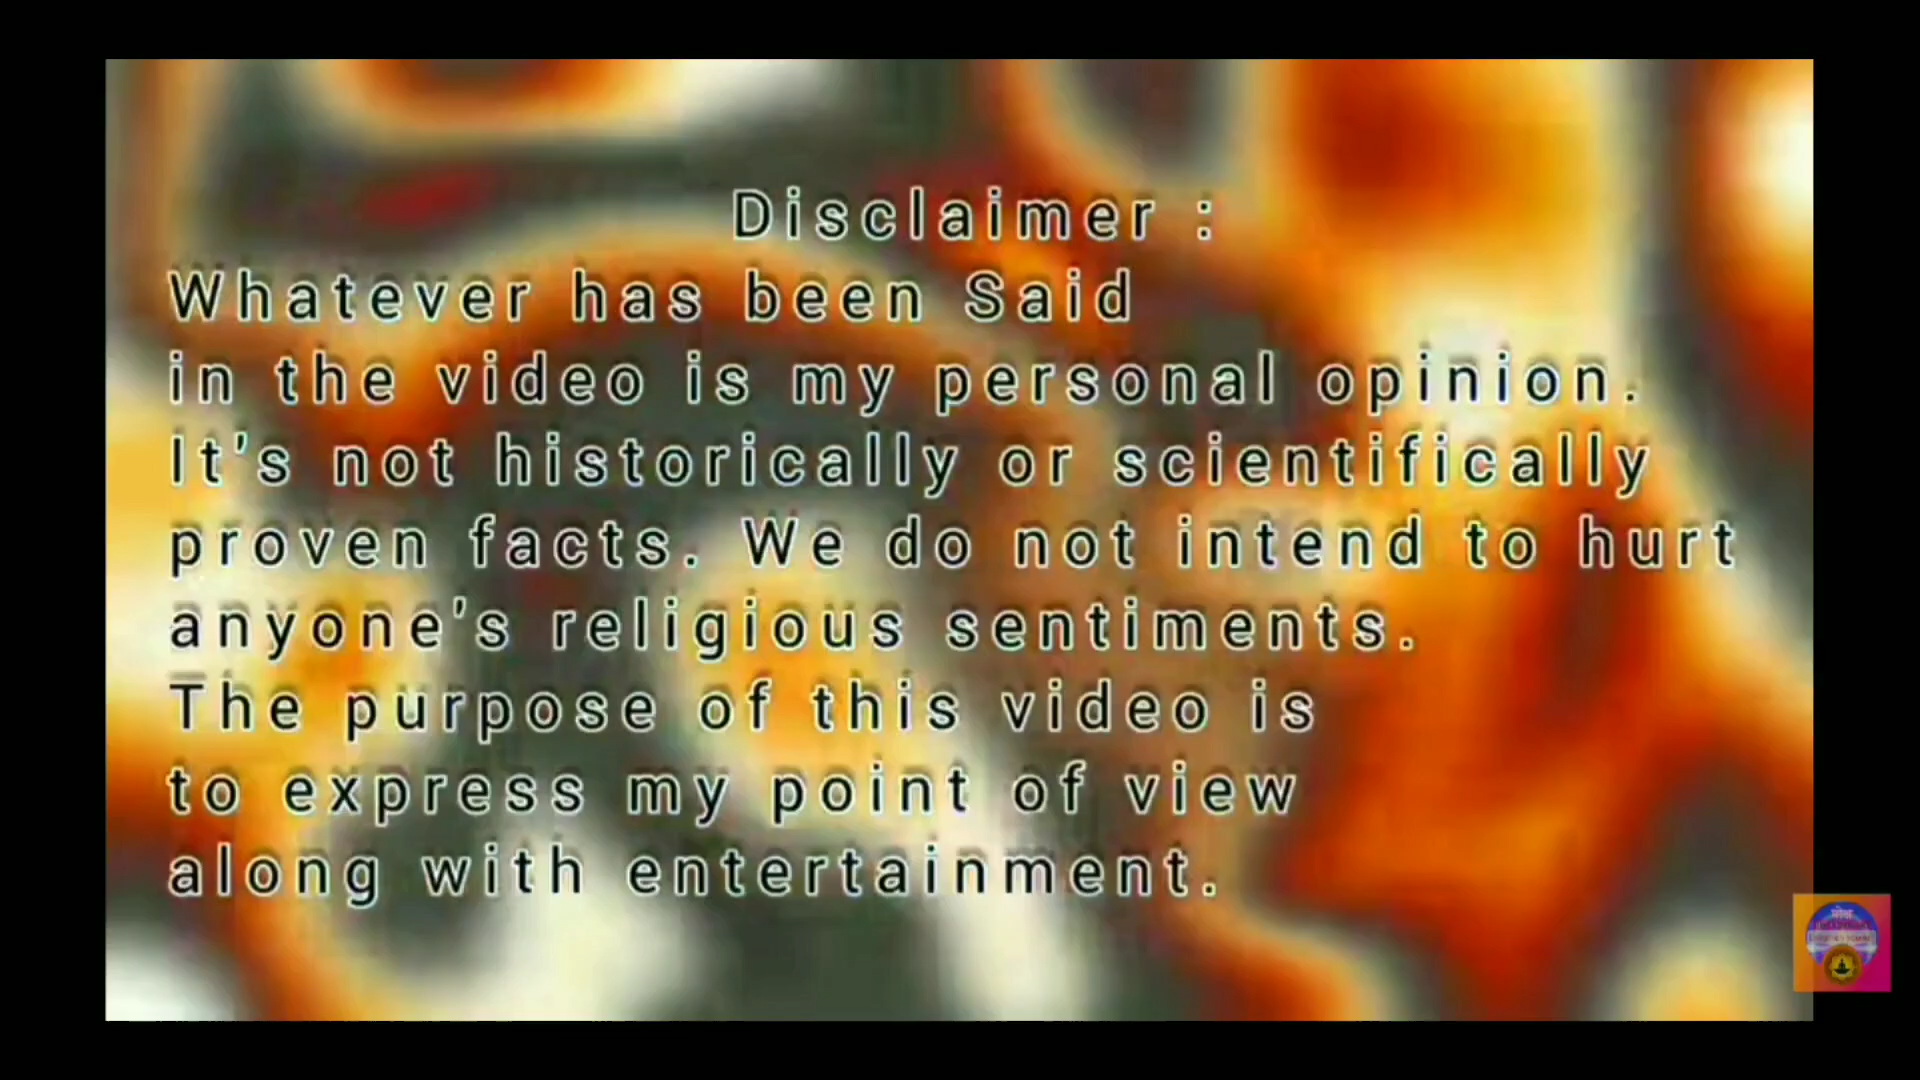 Disclaimer :
Whatever has been Said
in the video is my personal opinion.
It's not historically or scientifically
proven facts. We do not intend to hurt
anyone's religious sentiments.
The purpose of this video is
to express my point of view
along with entertainment.